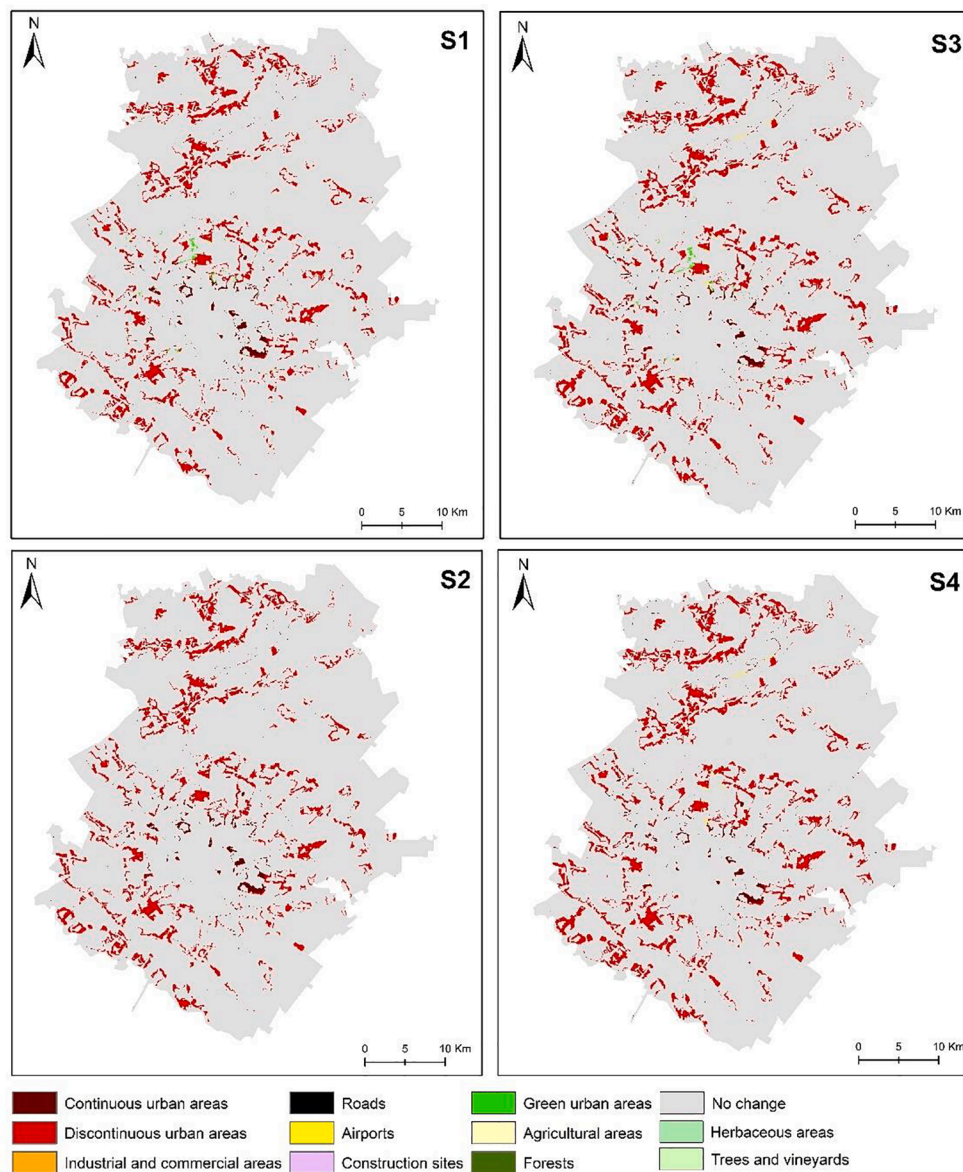 N
S1
0 5 10 Km
N
S3
0 5 10 Km
N
S2
0 5 10 Km
N
S4
0 5 10 Km
Continuous urban areas
Roads
Green urban areas
No change
Discontinuous urban areas
Airports
Agricultural areas
Herbaceous areas
Industrial and commercial areas
Construction sites
Forests
Trees and vineyards